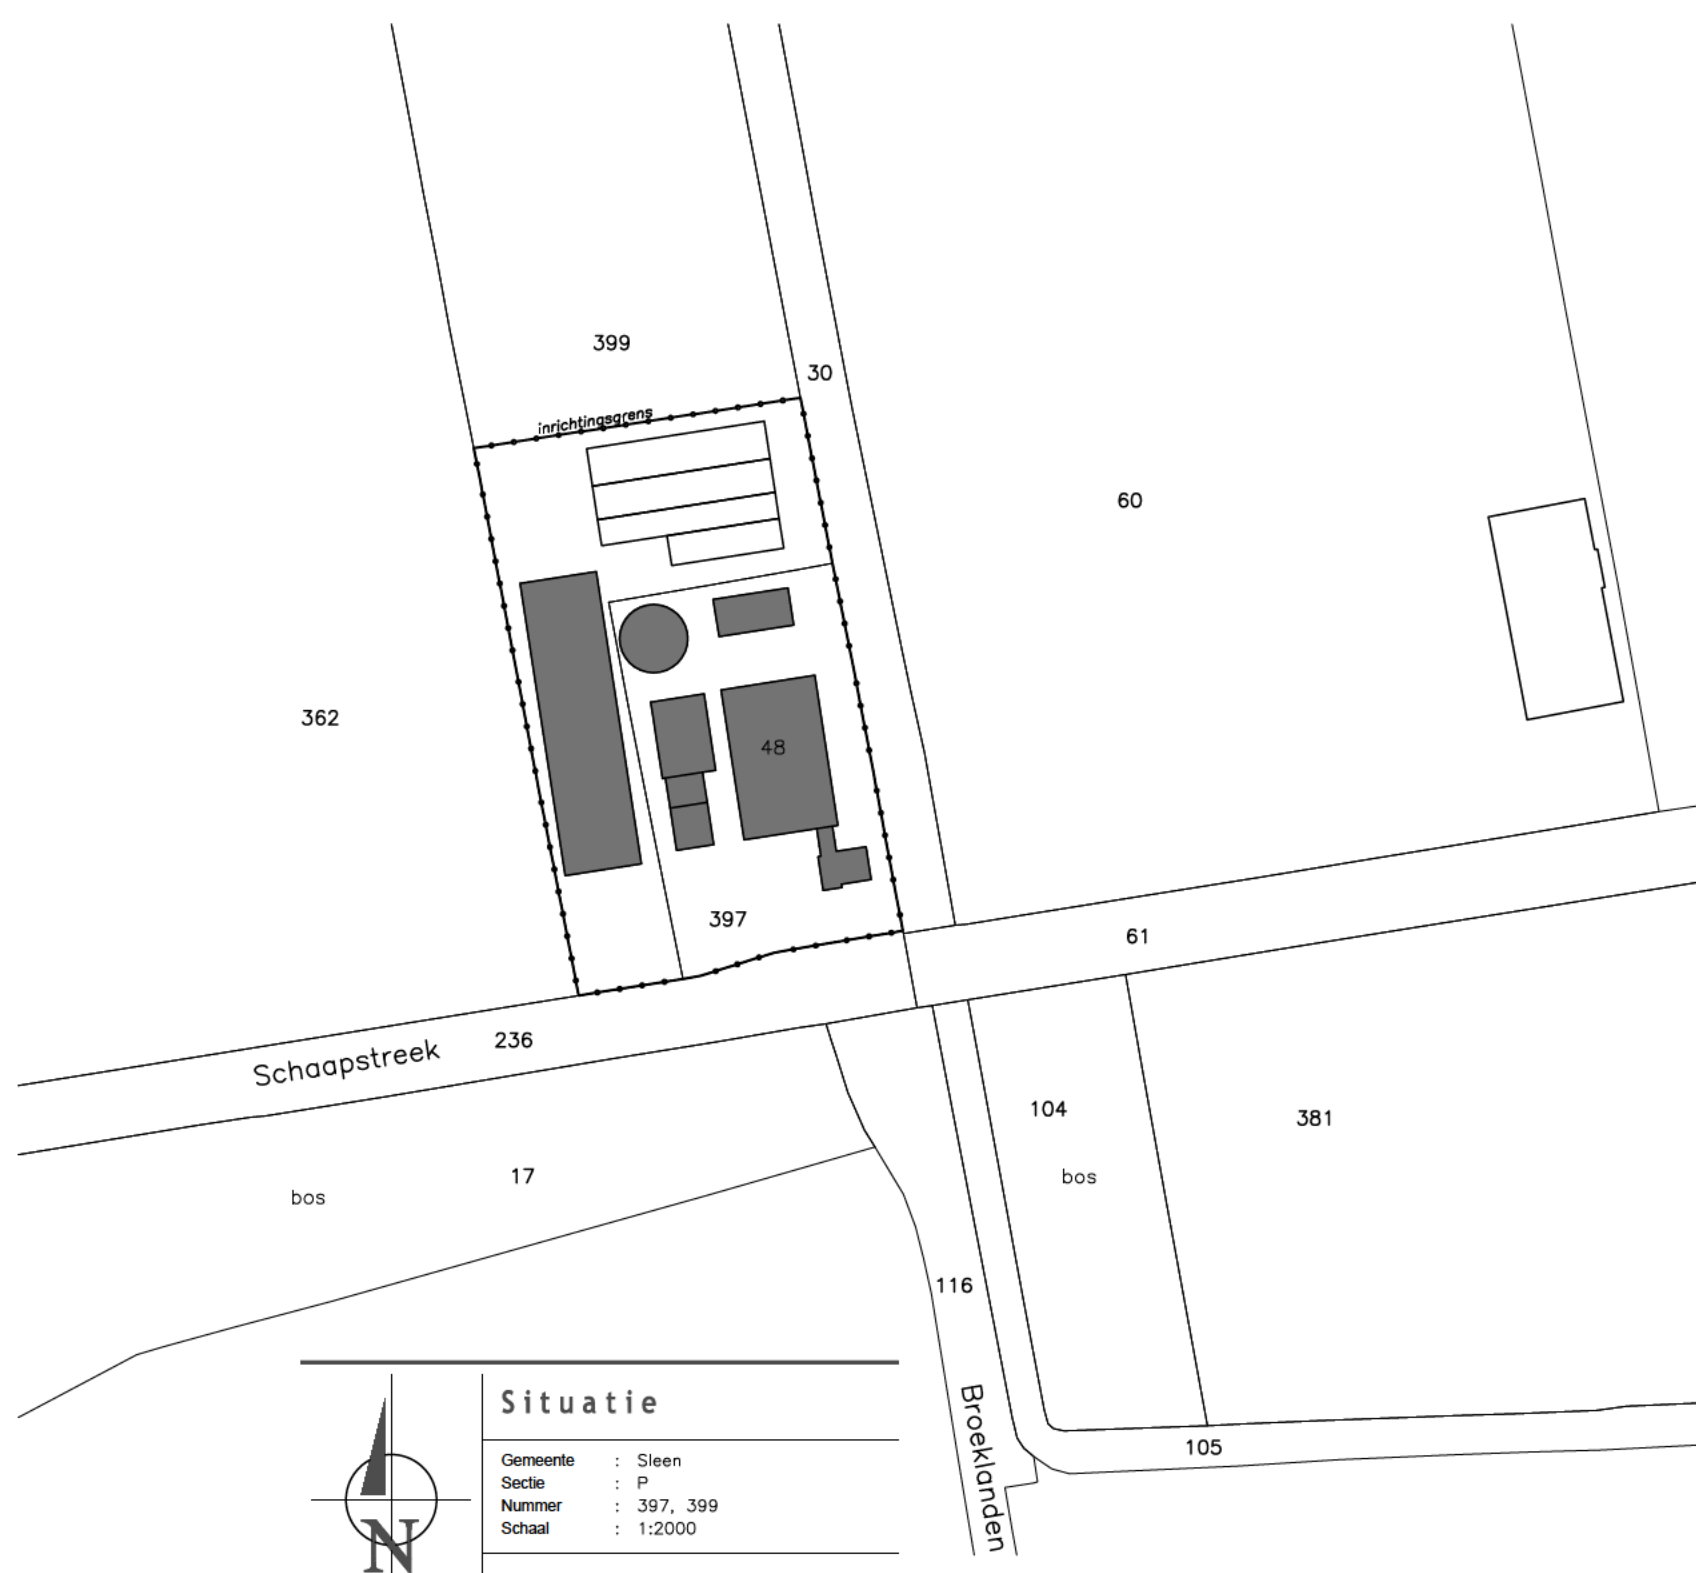 399
30
inrichtingsgrens
60
362
48
397
61
236
Schaapstreek
104
381
17
bos
bos
116
Broeklanden
105
Situatie
Gemeente : Sleen
Sectie : P
Nummer : 397, 399
Schaal : 1:2000
N